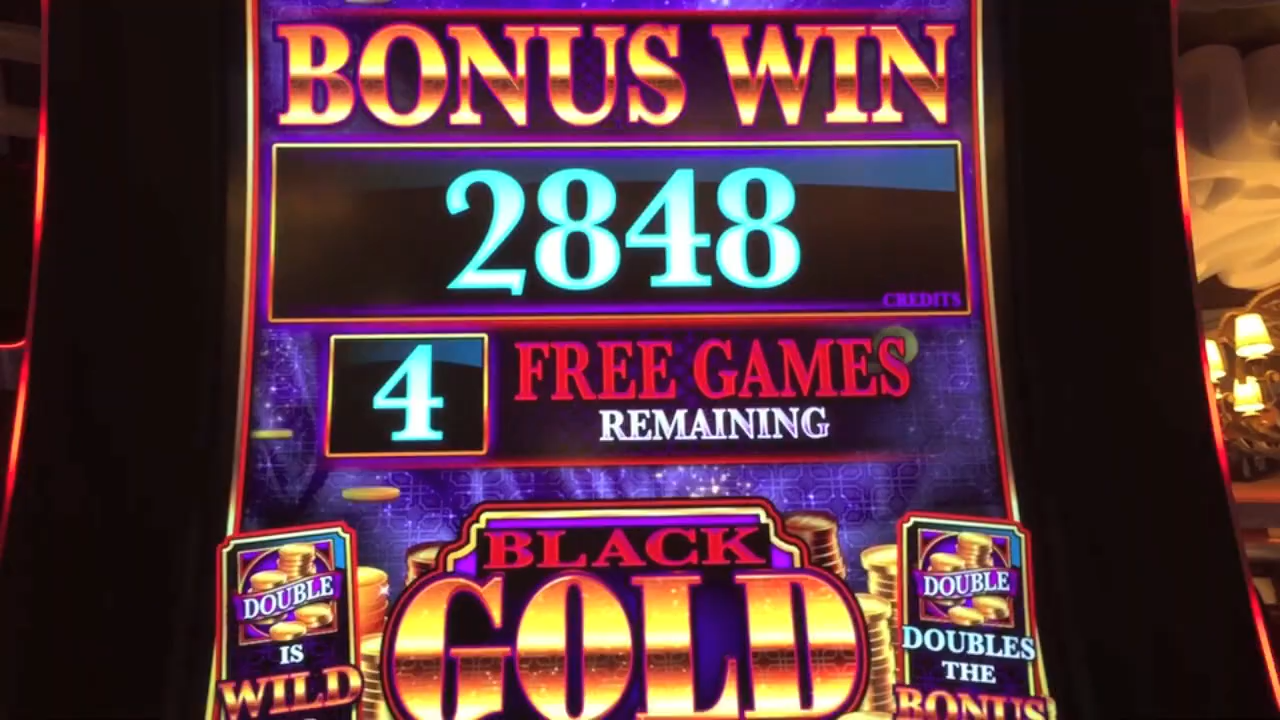 BONUS WIN
2848
CREDITS
4
FREE GAMES
REMAINING
BLACK
GOLD
DOUBLE
IS
WILD
DOUBLE
DOUBLES
THE
BONUS